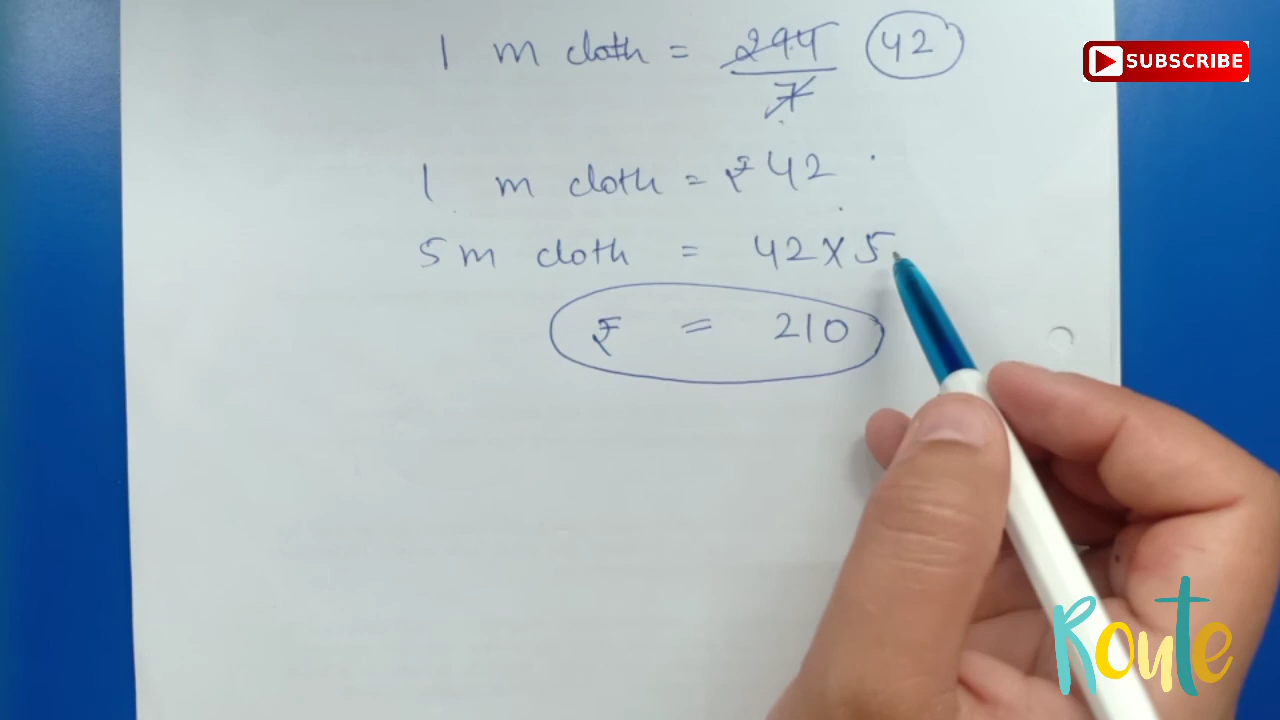 1 m cloth = 294/7 42
SUBSCRIBE
1 m cloth = ₹ 42
5 m cloth = 42 x 5
₹ = 210
Route